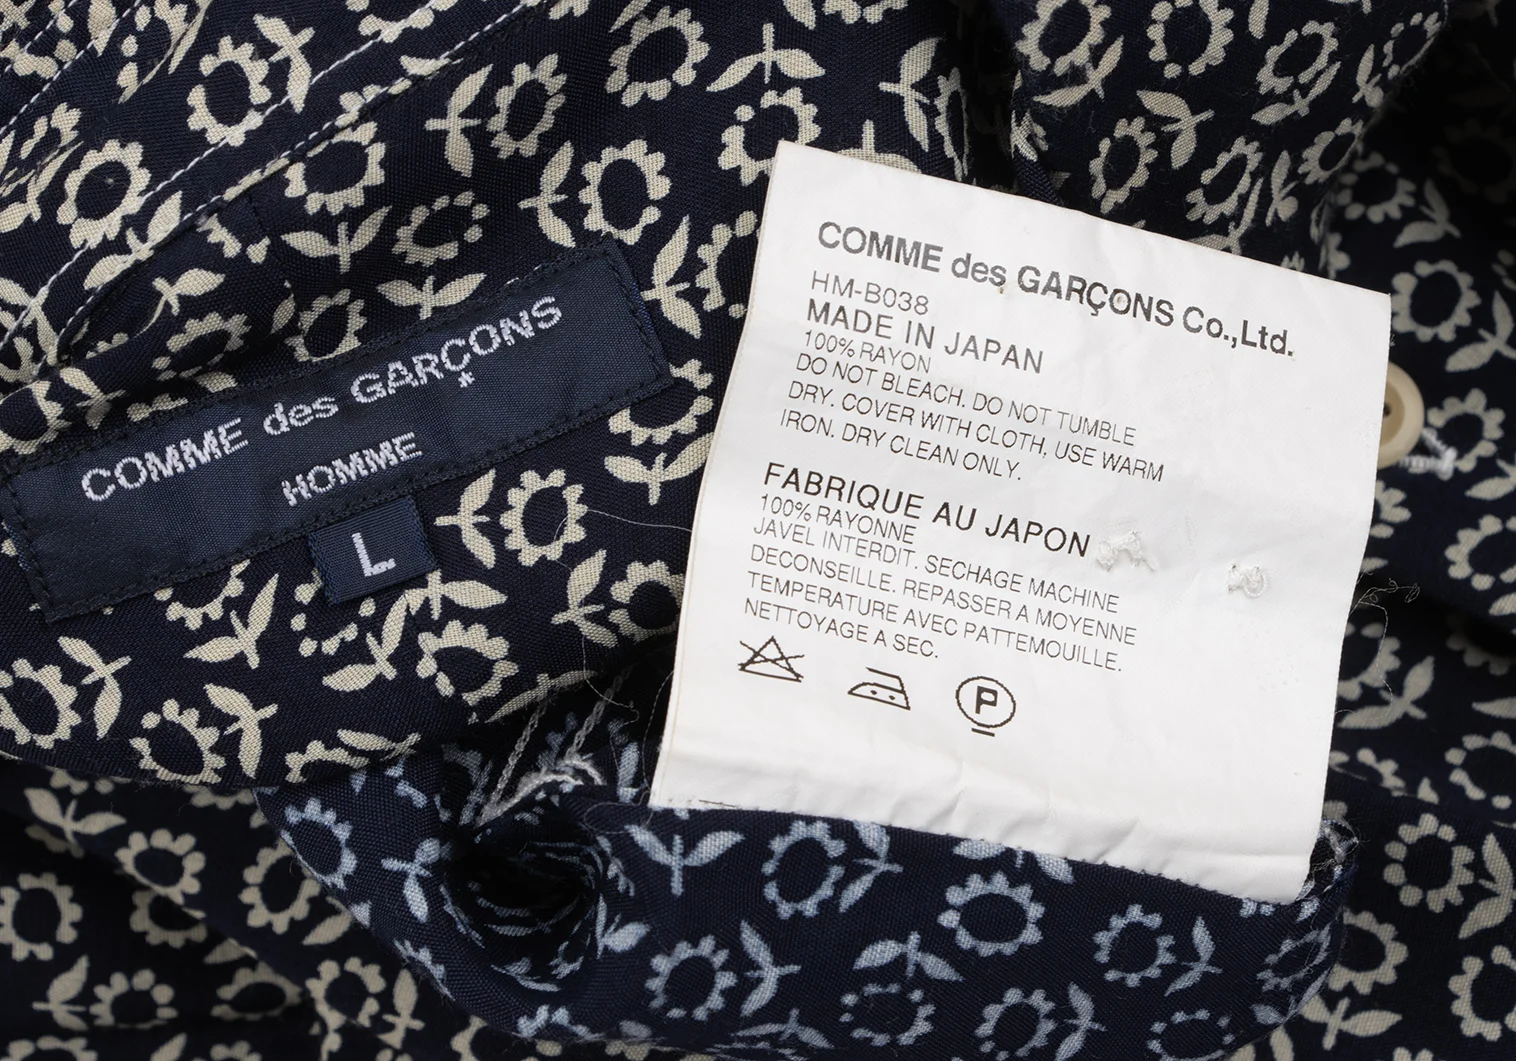 COMME des GARÇONS
*
HOMME
L
COMME des GARÇONS Co.,Ltd.
HM-B038
MADE IN JAPAN
100% RAYON
DO NOT BLEACH. DO NOT TUMBLE
DRY. COVER WITH CLOTH, USE WARM
IRON. DRY CLEAN ONLY.
FABRIQUE AU JAPON
100% RAYONNE
JAVEL INTERDIT. SECHAGE MACHINE
DECONSEILLE. REPASSER A MOYENNE
TEMPERATURE AVEC PATTEMOUILLE.
NETTOYAGE A SEC.
P